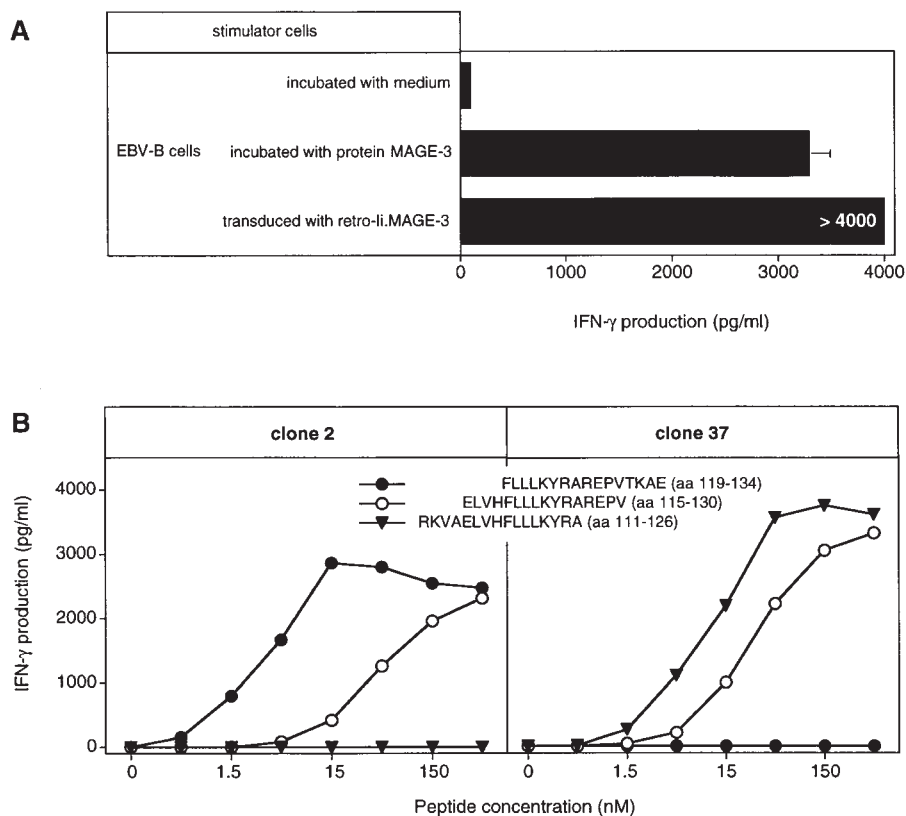 A
stimulator cells
incubated with medium
EBV-B cells incubated with protein MAGE-3
transduced with retro-Ii.MAGE-3
> 4000
0 1000 2000 3000 4000
IFN-γ production (pg/ml)
B
clone 2 clone 37
FLLLKYRAREPVTKAE (aa 119-134)
ELVHFLLLKYRAREPV (aa 115-130)
RKVAELVHFLLLKYRA (aa 111-126)
IFN-γ production (pg/ml)
4000
3000
2000
1000
0
0 1.5 15 150 0 1.5 15 150
Peptide concentration (nM)